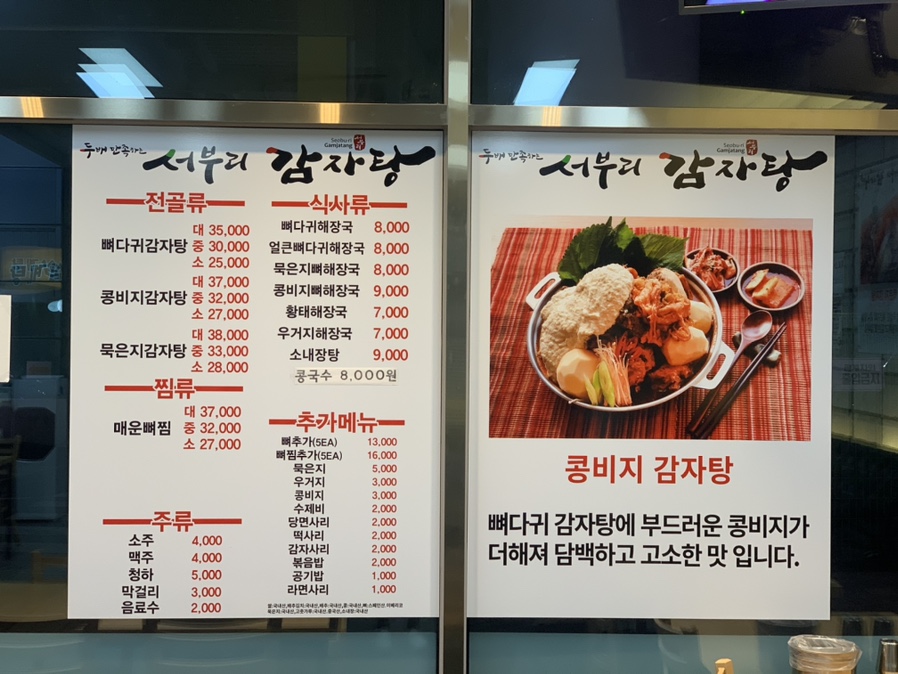 두배 만족하는
서부리 감자탕
Seobu-ri
Gamjatang
전골류
뼈다귀감자탕
대 35,000
중 30,000
소 25,000
콩비지감자탕
대 37,000
중 32,000
소 27,000
묵은지감자탕
대 38,000
중 33,000
소 28,000
찜류
매운뼈찜
대 37,000
중 32,000
소 27,000
주류
소주 4,000
맥주 4,000
청하 5,000
막걸리 3,000
음료수 2,000
식사류
뼈다귀해장국 8,000
얼큰뼈다귀해장국 8,000
묵은지뼈해장국 8,000
콩비지뼈해장국 9,000
황태해장국 7,000
우거지해장국 7,000
소내장탕 9,000
콩국수 8,000원
추가메뉴
뼈추가(5EA) 13,000
뼈찜추가(5EA) 16,000
묵은지 5,000
우거지 3,000
콩비지 3,000
수제비 2,000
당면사리 2,000
떡사리 2,000
감자사리 2,000
볶음밥 2,000
공기밥 1,000
라면사리 1,000
두배 만족하는
서부리 감자탕
Seobu-ri
Gamjatang
콩비지 감자탕
뼈다귀 감자탕에 부드러운 콩비지가
더해져 담백하고 고소한 맛 입니다.